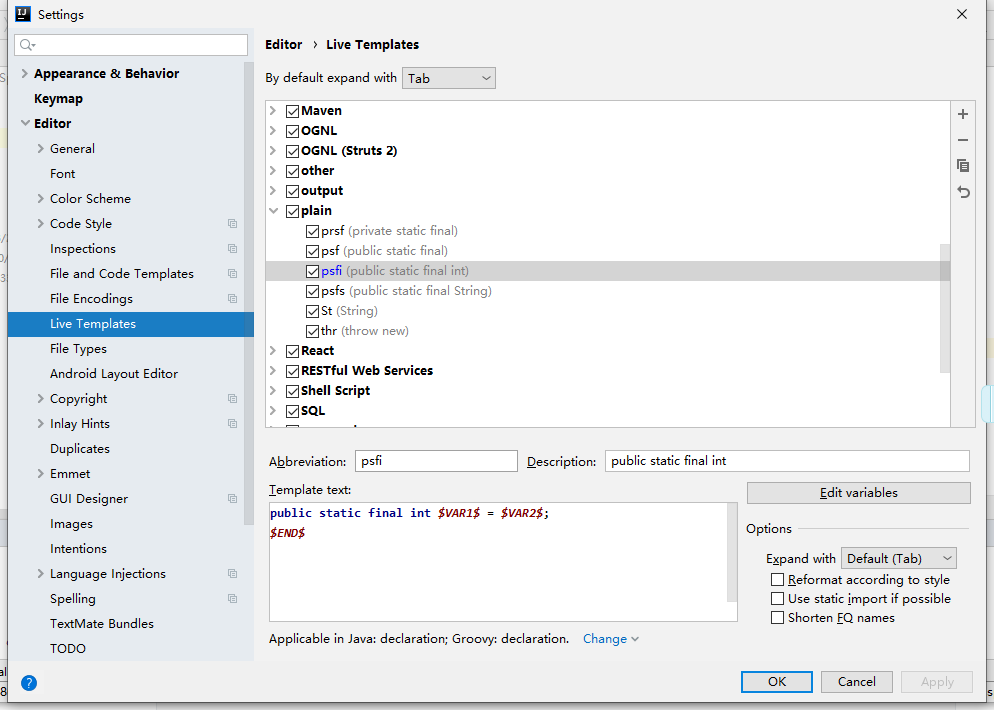 Settings
Editor › Live Templates
By default expand with Tab
Appearance & Behavior
Keymap
Editor
General
Font
Color Scheme
Code Style
Inspections
File and Code Templates
File Encodings
Live Templates
File Types
Android Layout Editor
Copyright
Inlay Hints
Duplicates
Emmet
GUI Designer
Images
Intentions
Language Injections
Spelling
TextMate Bundles
TODO
Maven
OGNL
OGNL (Struts 2)
other
output
plain
prsf (private static final)
psf (public static final)
psfi (public static final int)
psfs (public static final String)
St (String)
thr (throw new)
React
RESTful Web Services
Shell Script
SQL
Abbreviation: psfi Description: public static final int
Template text:
public static final int $VAR1$ = $VAR2$;
$END$
Edit variables
Options
Expand with Default (Tab)
Reformat according to style
Use static import if possible
Shorten FQ names
Applicable in Java: declaration; Groovy: declaration. Change
? OK Cancel Apply